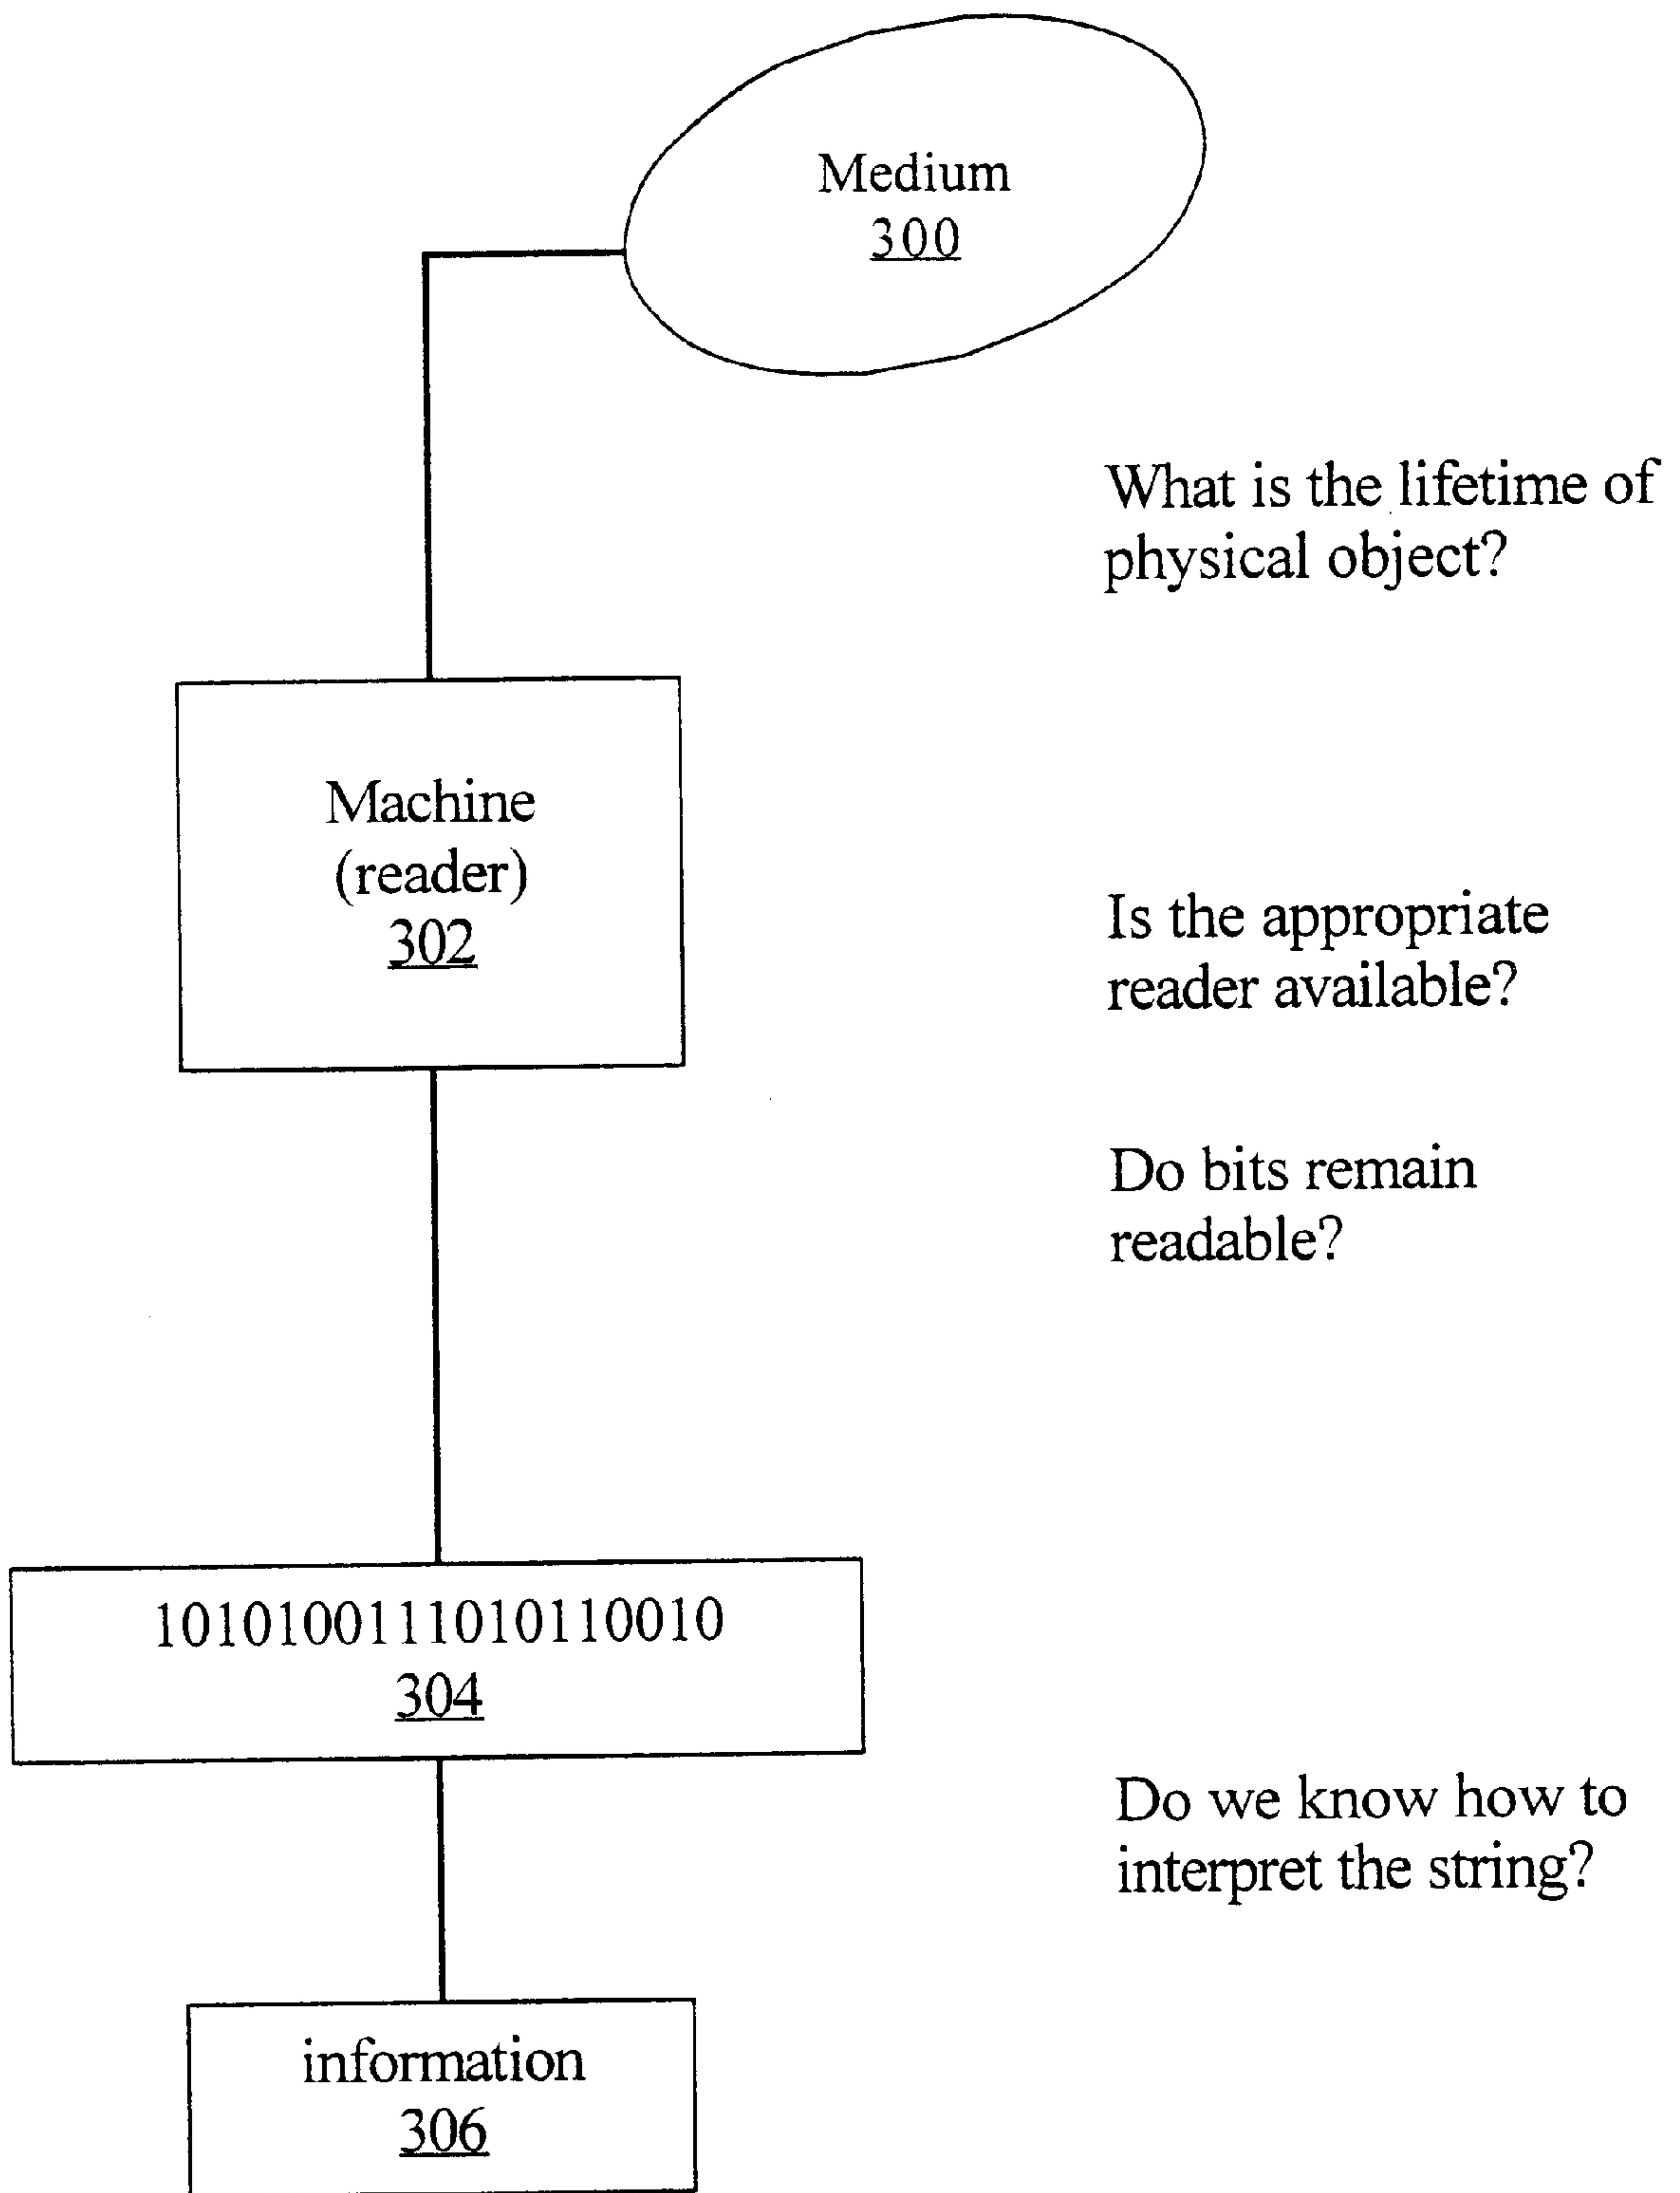 Medium
300
What is the lifetime of
physical object?
Machine
(reader)
302
Is the appropriate
reader available?
Do bits remain
readable?
1010100111010110010
304
Do we know how to
interpret the string?
information
306